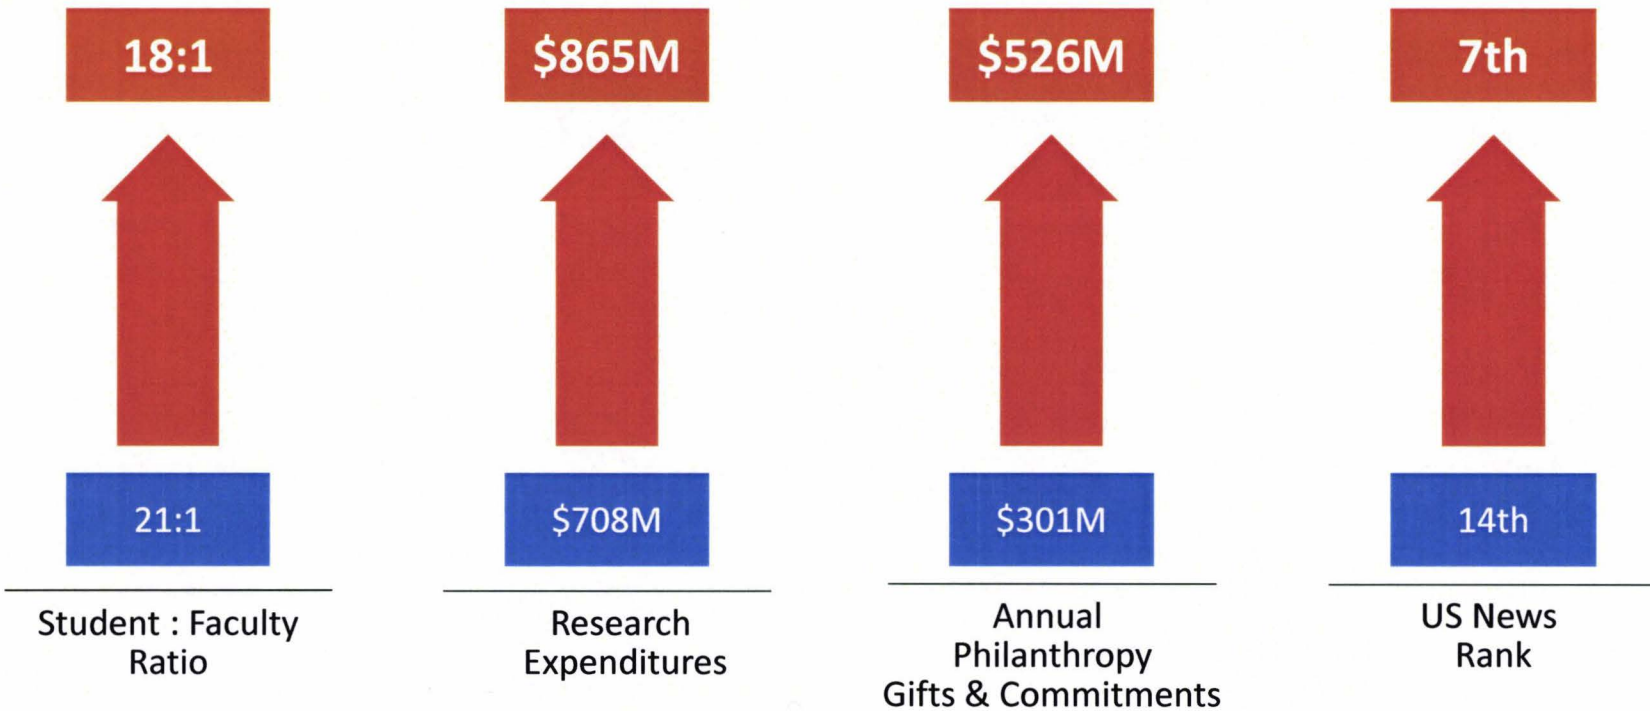 18:1
$865M
$526M
7th
21:1
$708M
$301M
14th
Student : Faculty
Ratio
Research
Expenditures
Annual
Philanthropy
Gifts & Commitments
US News
Rank